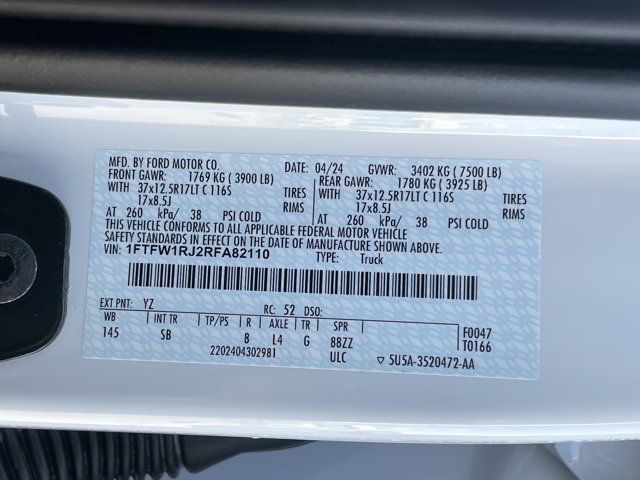 MFD. BY FORD MOTOR CO. DATE: 04/24 GVWR: 3402 KG ( 7500 LB)
FRONT GAWR: 1769 KG ( 3900 LB) REAR GAWR: 1780 KG ( 3925 LB)
WITH 37x12.5R17LT C 116S TIRES WITH 37x12.5R17LT C 116S TIRES
17x8.5J RIMS 17x8.5J RIMS
AT 260 kPa/ 38 PSI COLD AT 260 kPa/ 38 PSI COLD
THIS VEHICLE CONFORMS TO ALL APPLICABLE FEDERAL MOTOR VEHICLE
SAFETY STANDARDS IN EFFECT ON THE DATE OF MANUFACTURE SHOWN ABOVE.
VIN: 1FTFW1RJ2RFA82110 TYPE: Truck
EXT PNT: YZ RC: 52 DSO:
WB INT TR TP/PS R AXLE TR SPR F0047
145 SB 8 L4 G 88ZZ T0166
2202404302981 ULC ▽ 5U5A-3520472-AA